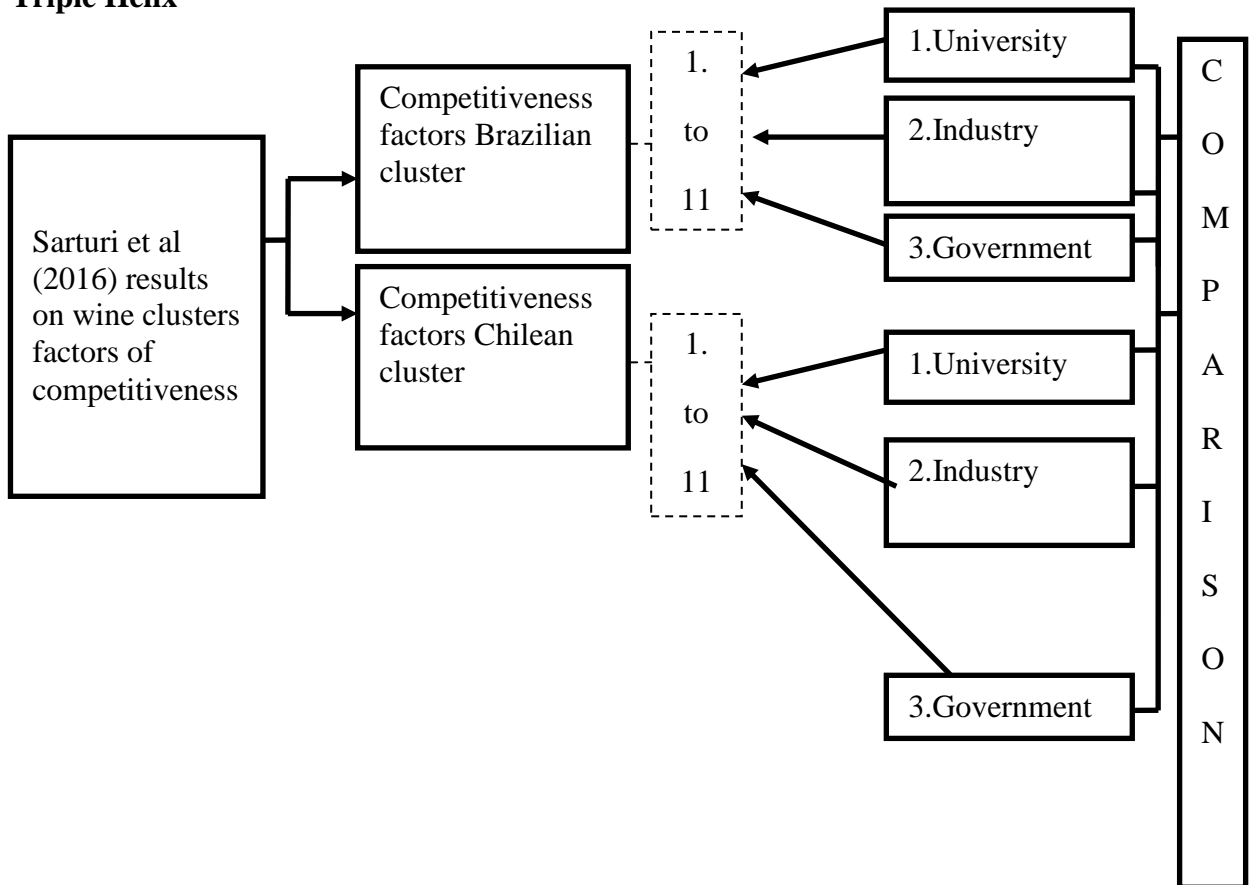 Triple Helix
Sarturi et al
(2016) results
on wine clusters
factors of
competitiveness
Competitiveness
factors Brazilian
cluster
1.
to
11
1.University
2.Industry
3.Government
Competitiveness
factors Chilean
cluster
1.
to
11
1.University
2.Industry
3.Government
C
O
M
P
A
R
I
S
O
N